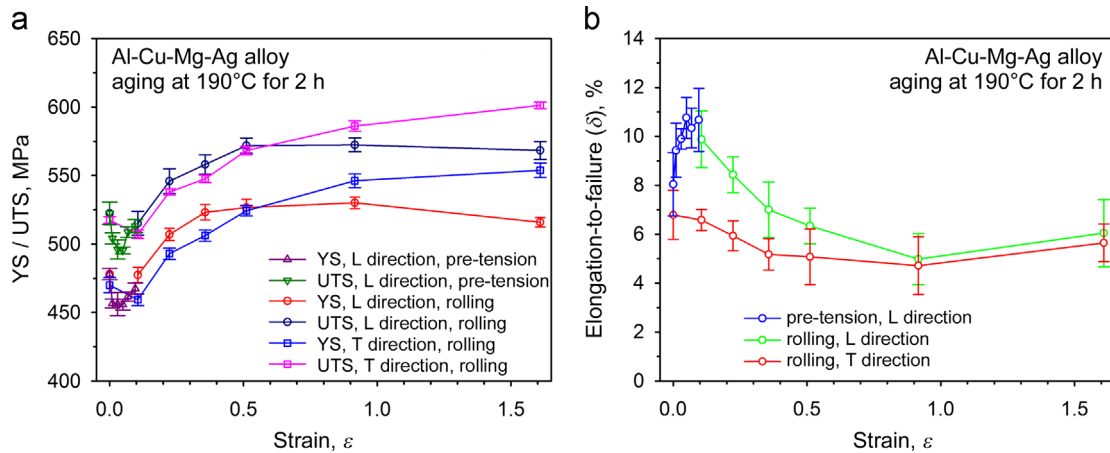 a
650
600
550
500
450
400
YS / UTS, MPa
Al-Cu-Mg-Ag alloy
aging at 190°C for 2 h
YS, L direction, pre-tension
UTS, L direction, pre-tension
YS, L direction, rolling
UTS, L direction, rolling
YS, T direction, rolling
UTS, T direction, rolling
0.0 0.5 1.0 1.5
Strain, ε
b
14
12
10
8
6
4
2
0
Elongation-to-failure (δ), %
Al-Cu-Mg-Ag alloy
aging at 190°C for 2 h
pre-tension, L direction
rolling, L direction
rolling, T direction
0.0 0.5 1.0 1.5
Strain, ε